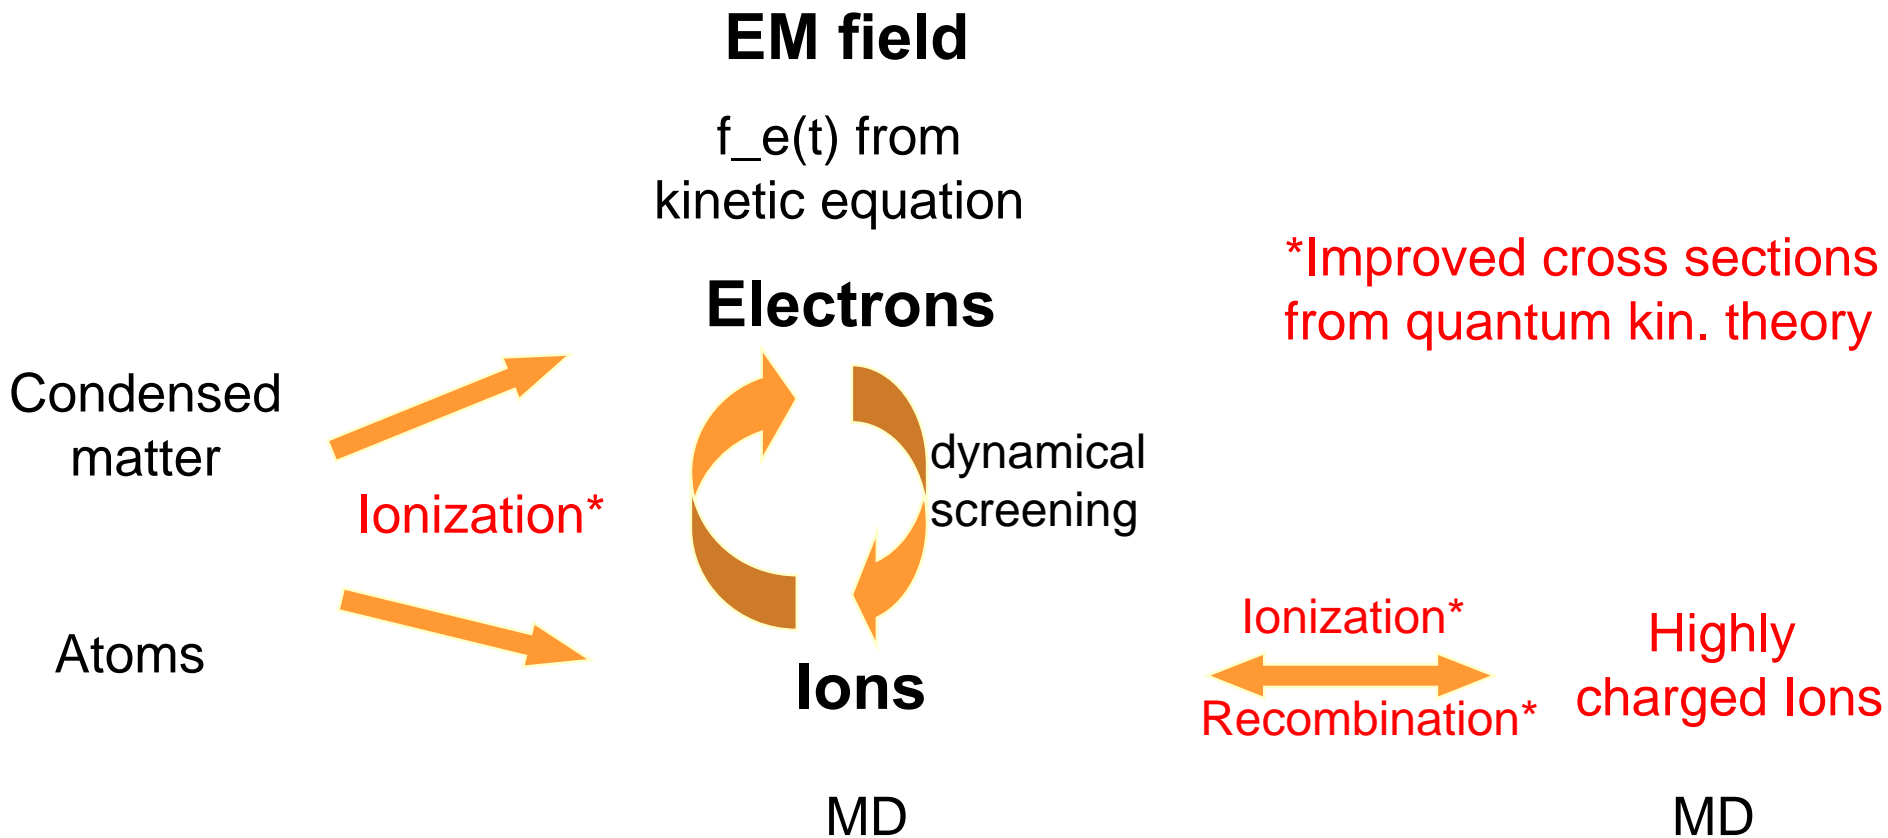 EM field
f_e(t) from
kinetic equation
*Improved cross sections
from quantum kin. theory
Electrons
Condensed
matter
dynamical
screening
Ionization*
Atoms
Ions
Ionization*
Recombination*
Highly
charged Ions
MD
MD